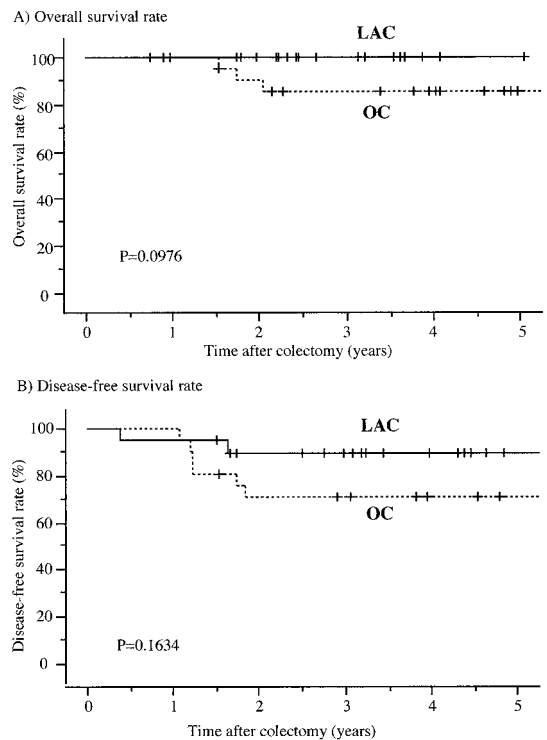 A) Overall survival rate
LAC
100
80
60
40
20
0
Overall survival rate (%)
OC
P=0.0976
0 1 2 3 4 5
Time after colectomy (years)
B) Disease-free survival rate
LAC
100
80
60
40
20
0
Disease-free survival rate (%)
OC
P=0.1634
0 1 2 3 4 5
Time after colectomy (years)